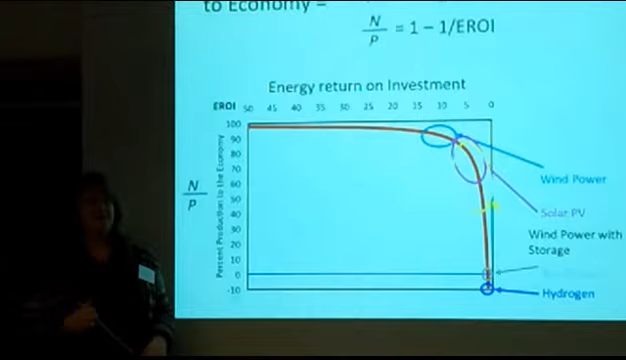 to Economy =
N/P = 1 – 1/EROI
Energy return on Investment
EROI 50 45 40 35 30 25 20 15 10 5 0
100
90
80
70
60
50
40
30
20
10
0
-10
N/P
Percent Production to the Economy
Wind Power
Solar PV
Wind Power with
Storage
Hydrogen